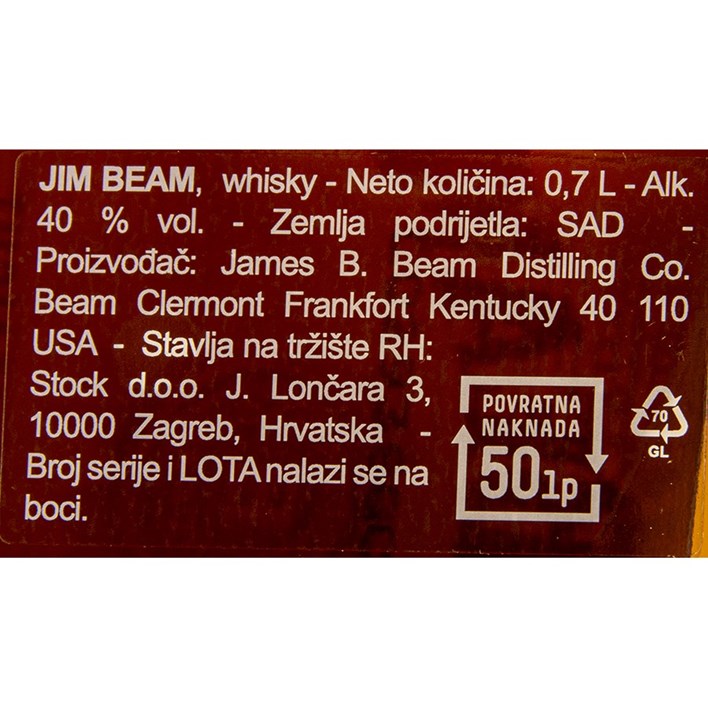 JIM BEAM, whisky - Neto količina: 0,7 L - Alk.
40 % vol. - Zemlja podrijetla: SAD -
Proizvođač: James B. Beam Distilling Co.
Beam Clermont Frankfort Kentucky 40 110
USA - Stavlja na tržište RH:
Stock d.o.o. J. Lončara 3,
10000 Zagreb, Hrvatska -
Broj serije i LOTA nalazi se na
boci.
POVRATNA
NAKNADA
50lp
70
GL